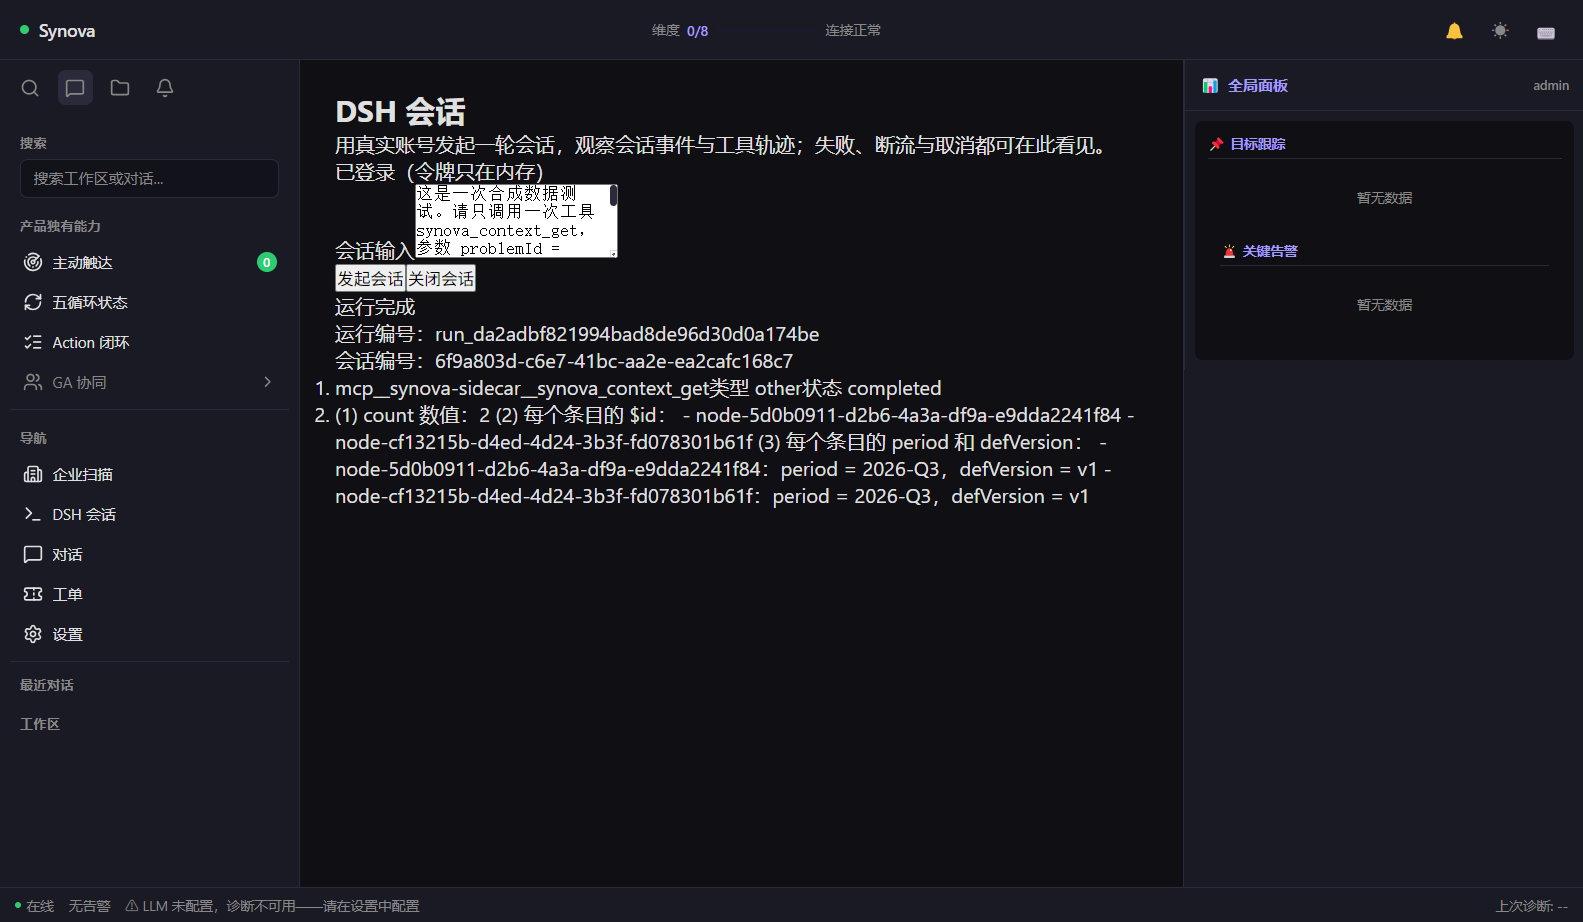 Synova
维度 0/8
连接正常
搜索
搜索工作区或对话...
产品独有能力
主动触达
0
五循环状态
Action 闭环
GA 协同
导航
企业扫描
DSH 会话
对话
工单
设置
最近对话
工作区
DSH 会话
用真实账号发起一轮会话，观察会话事件与工具轨迹；失败、断流与取消都可在此看见。
已登录（令牌只在内存）
会话输入
这是一次合成数据测
试。请只调用一次工具
synova_context_get，
参数 problemId =
发起会话
关闭会话
运行完成
运行编号：run_da2adbf821994bad8de96d30d0a174be
会话编号：6f9a803d-c6e7-41bc-aa2e-ea2cafc168c7
1. mcp__synova-sidecar__synova_context_get类型 other状态 completed
2. (1) count 数值：2 (2) 每个条目的 $id： - node-5d0b0911-d2b6-4a3a-df9a-e9dda2241f84 -
node-cf13215b-d4ed-4d24-3b3f-fd078301b61f (3) 每个条目的 period 和 defVersion： -
node-5d0b0911-d2b6-4a3a-df9a-e9dda2241f84：period = 2026-Q3，defVersion = v1 -
node-cf13215b-d4ed-4d24-3b3f-fd078301b61f：period = 2026-Q3，defVersion = v1
全局面板
admin
目标跟踪
暂无数据
关键告警
暂无数据
在线
无告警
LLM 未配置，诊断不可用——请在设置中配置
上次诊断: --